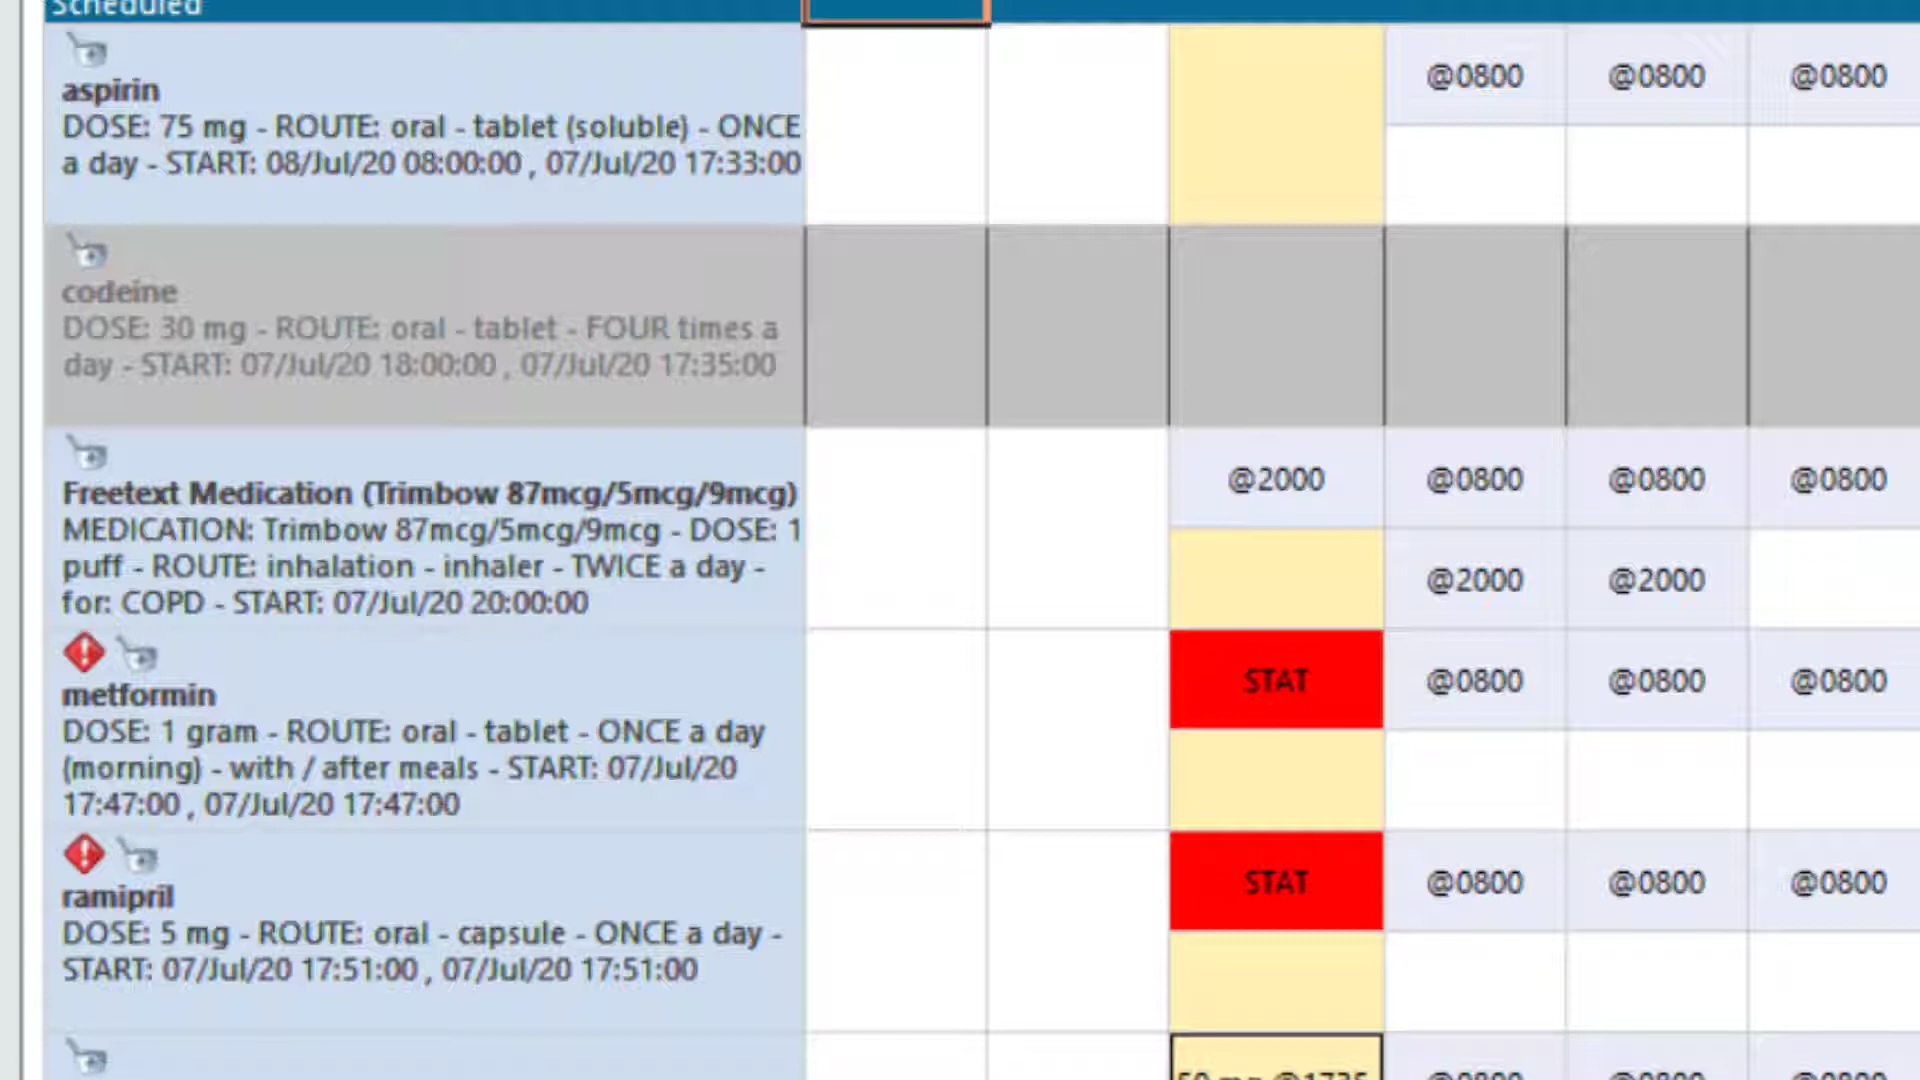 Scheduled
aspirin
DOSE: 75 mg - ROUTE: oral - tablet (soluble) - ONCE
a day - START: 08/Jul/20 08:00:00 , 07/Jul/20 17:33:00
@0800 @0800 @0800
codeine
DOSE: 30 mg - ROUTE: oral - tablet - FOUR times a
day - START: 07/Jul/20 18:00:00 , 07/Jul/20 17:35:00
Freetext Medication (Trimbow 87mcg/5mcg/9mcg)
MEDICATION: Trimbow 87mcg/5mcg/9mcg - DOSE: 1
puff - ROUTE: inhalation - inhaler - TWICE a day -
for: COPD - START: 07/Jul/20 20:00:00
@2000 @0800 @0800 @0800
@2000 @2000
metformin
DOSE: 1 gram - ROUTE: oral - tablet - ONCE a day
(morning) - with / after meals - START: 07/Jul/20
17:47:00 , 07/Jul/20 17:47:00
STAT @0800 @0800 @0800
ramipril
DOSE: 5 mg - ROUTE: oral - capsule - ONCE a day -
START: 07/Jul/20 17:51:00 , 07/Jul/20 17:51:00
STAT @0800 @0800 @0800
50 mg @1735 @0800 @0800 @0800